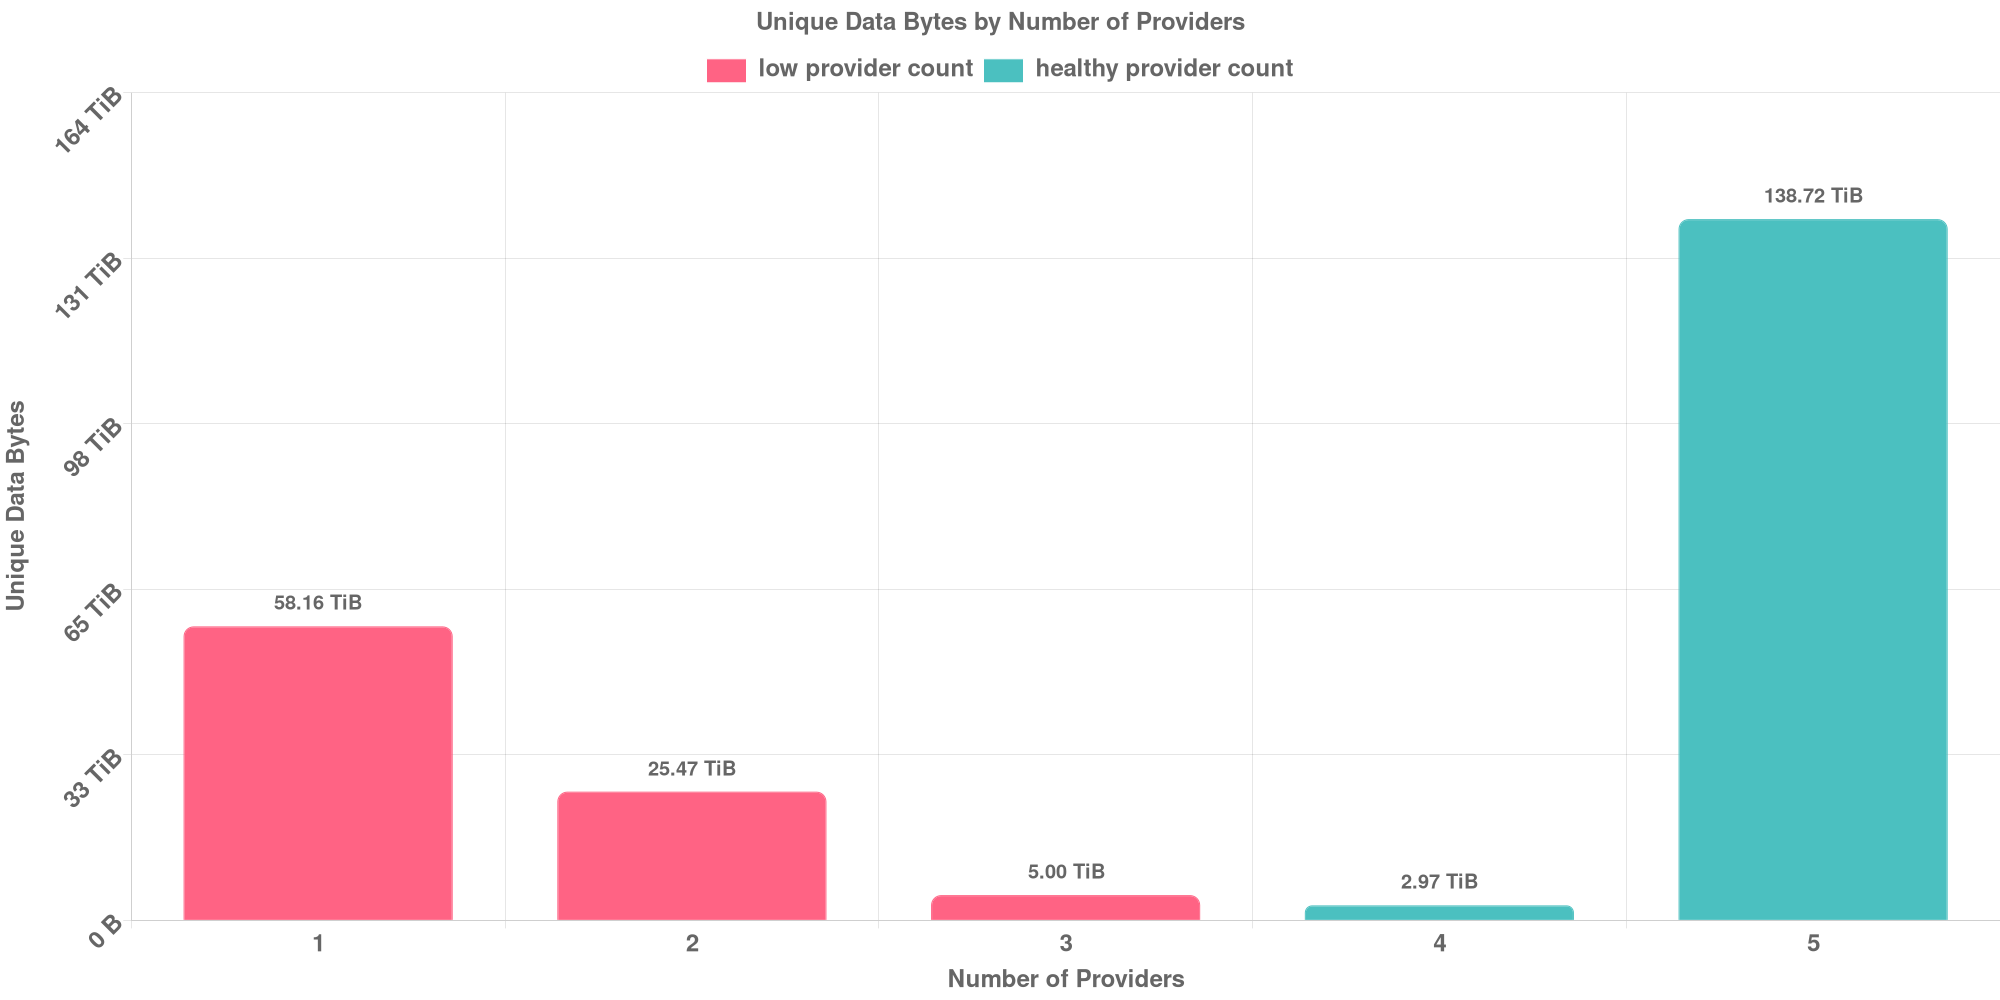 Unique Data Bytes by Number of Providers
low provider count
healthy provider count
164 TiB
131 TiB
98 TiB
65 TiB
33 TiB
0 B
Unique Data Bytes
58.16 TiB
25.47 TiB
5.00 TiB
2.97 TiB
138.72 TiB
1
2
3
4
5
Number of Providers